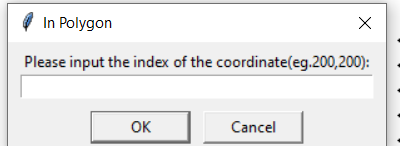 In Polygon
Please input the index of the coordinate(eg.200,200):
OK
Cancel